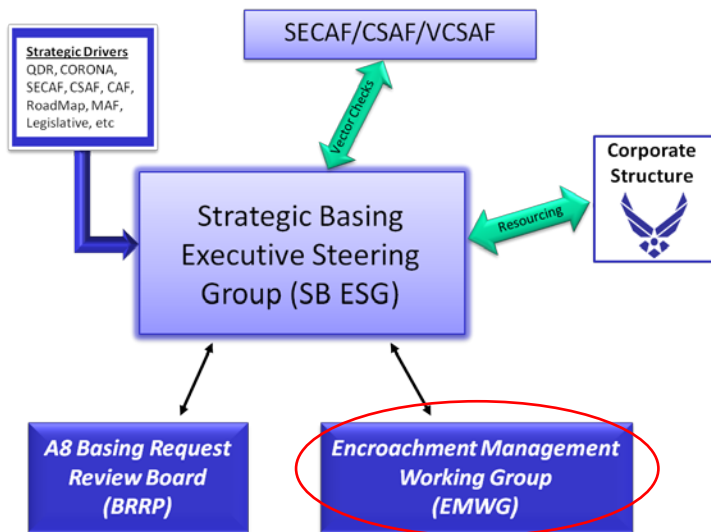 Strategic Drivers
QDR, CORONA,
SECAF, CSAF, CAF,
RoadMap, MAF,
Legislative, etc
SECAF/CSAF/VCSAF
Vector Checks
Corporate
Structure
Resourcing
Strategic Basing
Executive Steering
Group (SB ESG)
A8 Basing Request
Review Board
(BRRP)
Encroachment Management
Working Group
(EMWG)